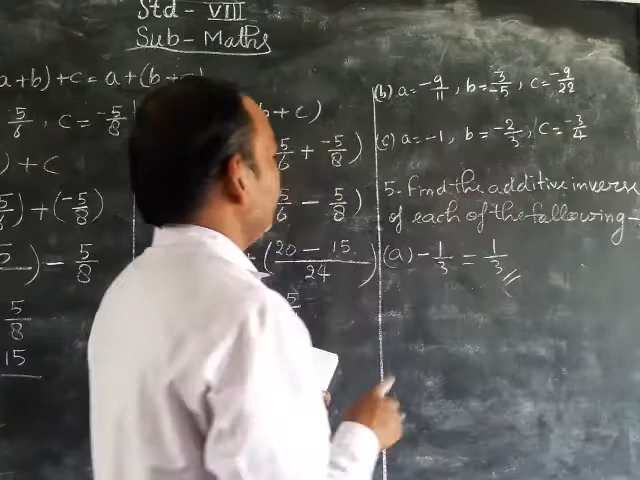 Std - VIII
Sub - Maths
a + b) + c = a + (b +
5/6, c = -5/8
b + c)
) + c
5/6 + -5/8)
5/6) + (-5/8)
5/6 - 5/8)
) - 5/8
+ (20 - 15 / 24)
5/8
15
(b) a = -9/11, b = 3/-5, c = -9/22
(c) a = -1, b = -2/3, c = -3/4
5. Find the additive inverse
of each of the following -
(a) - 1/3 = 1/3 //